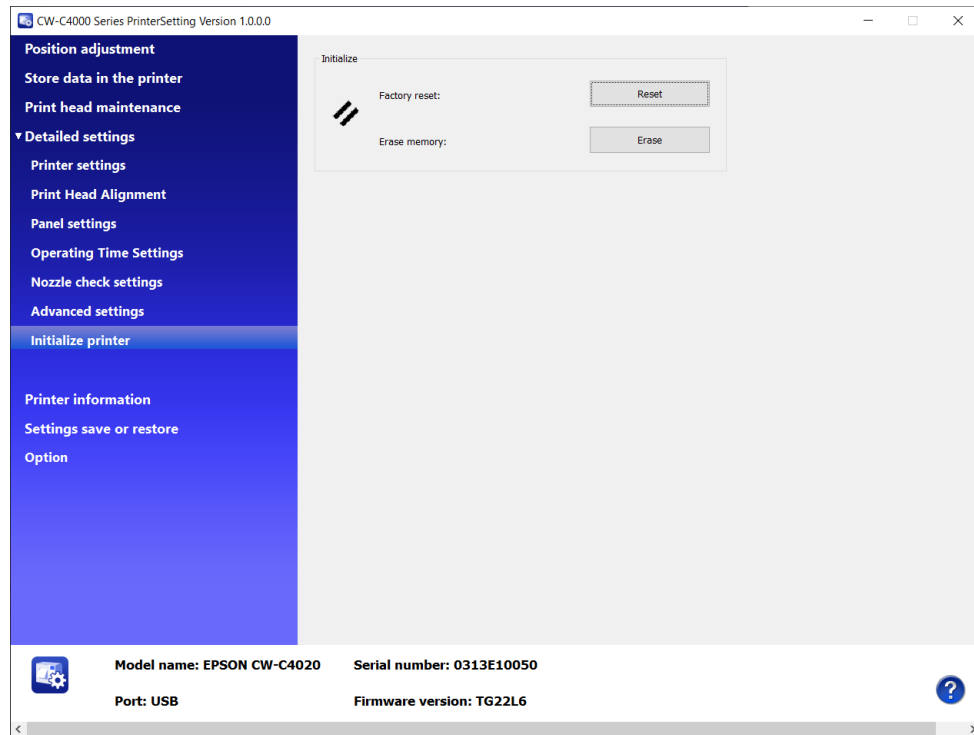 CW-C4000 Series PrinterSetting Version 1.0.0.0
Position adjustment
Store data in the printer
Print head maintenance
Detailed settings
Printer settings
Print Head Alignment
Panel settings
Operating Time Settings
Nozzle check settings
Advanced settings
Initialize printer
Printer information
Settings save or restore
Option
Initialize
Factory reset: Reset
Erase memory: Erase
Model name: EPSON CW-C4020 Serial number: 0313E10050
Port: USB Firmware version: TG22L6
?